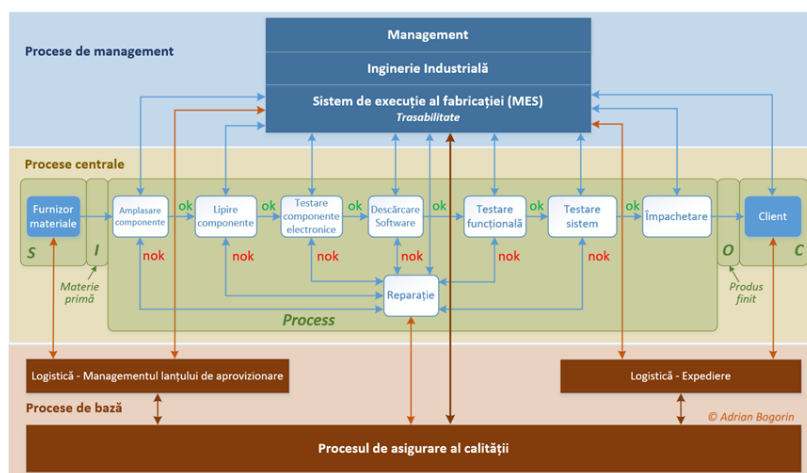 Procese de management
Management
Inginerie Industrială
Sistem de execuție al fabricației (MES)
Trasabilitate
Procese centrale
Furnizor
materiale
S
I
Amplasare
componente
ok
Lipire
componente
ok
Testare
componente
electronice
ok
Descărcare
Software
ok
Testare
funcțională
ok
Testare
sistem
ok
Împachetare
Client
O
C
nok
nok
nok
nok
nok
nok
Materie
primă
Reparație
Process
Produs
finit
Logistică - Managementul lanțului de aprovizionare
Logistică - Expediere
Procese de bază
© Adrian Bogorin
Procesul de asigurare al calității